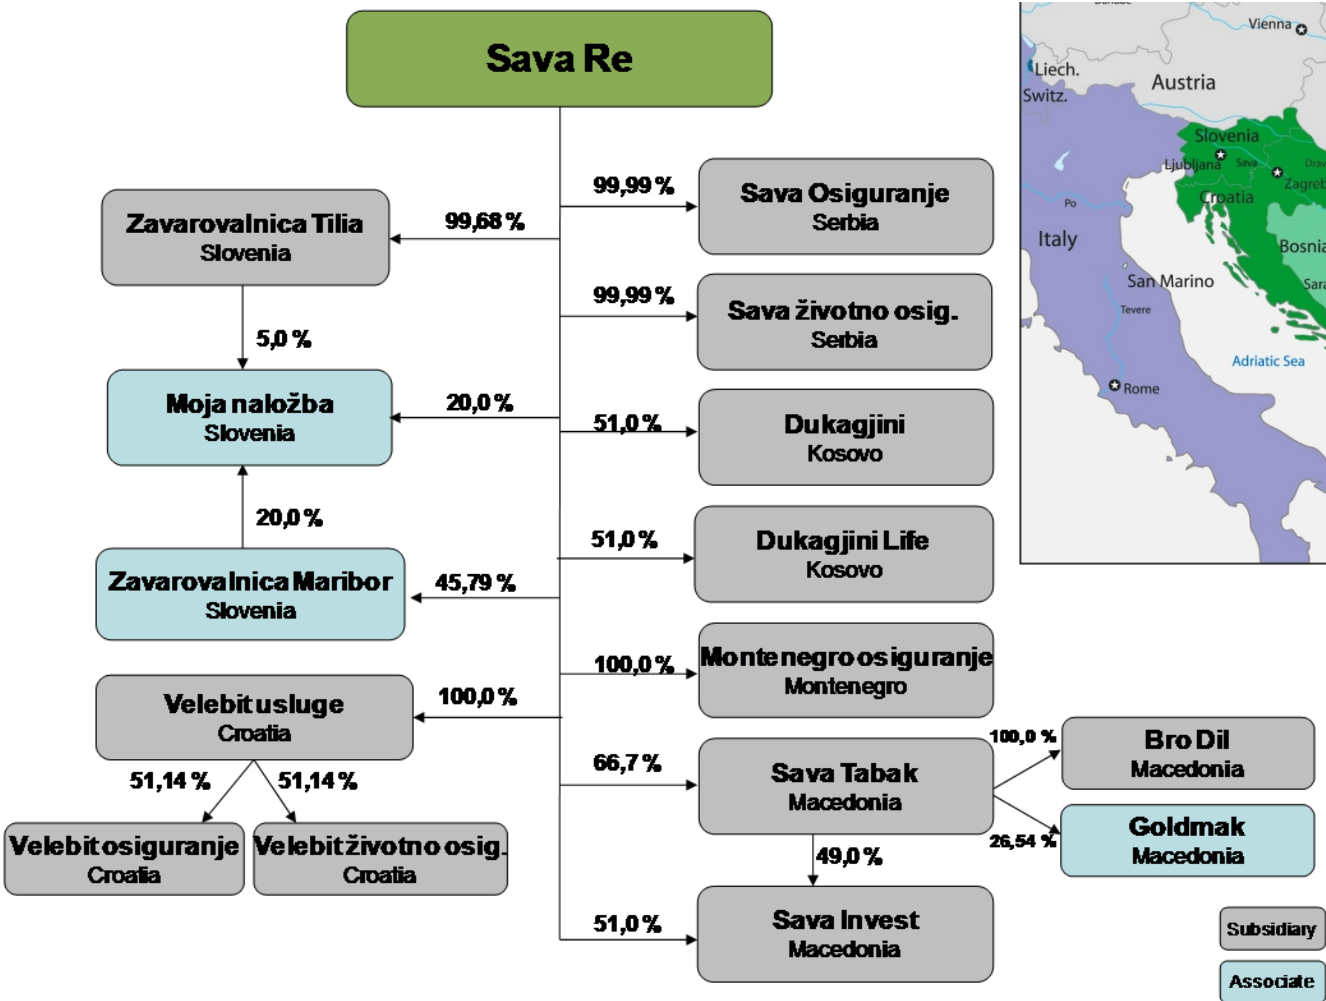 Sava Re
99,99 %
Sava Osiguranje
Serbia
Zavarovalnica Tilia
Slovenia
99,68 %
99,99 %
Sava životno osig.
Serbia
5,0 %
Moja naložba
Slovenia
20,0 %
51,0 %
Dukagjini
Kosovo
20,0 %
51,0 %
Dukagjini Life
Kosovo
Zavarovalnica Maribor
Slovenia
45,79 %
100,0 %
Montenegro osiguranje
Montenegro
Velebit usluge
Croatia
100,0 %
51,14 %
51,14 %
Velebit osiguranje
Croatia
Velebit životno osig.
Croatia
66,7 %
Sava Tabak
Macedonia
100,0 %
Bro Dil
Macedonia
26,54 %
Goldmak
Macedonia
49,0 %
51,0 %
Sava Invest
Macedonia
Subsidiary
Associate
Vienna
Liech.
Switz.
Austria
Slovenia
Ljubljana
Sava
Drav
Zagreb
Croatia
Po
Italy
Bosnia
San Marino
Sara
Tevere
Adriatic Sea
Rome